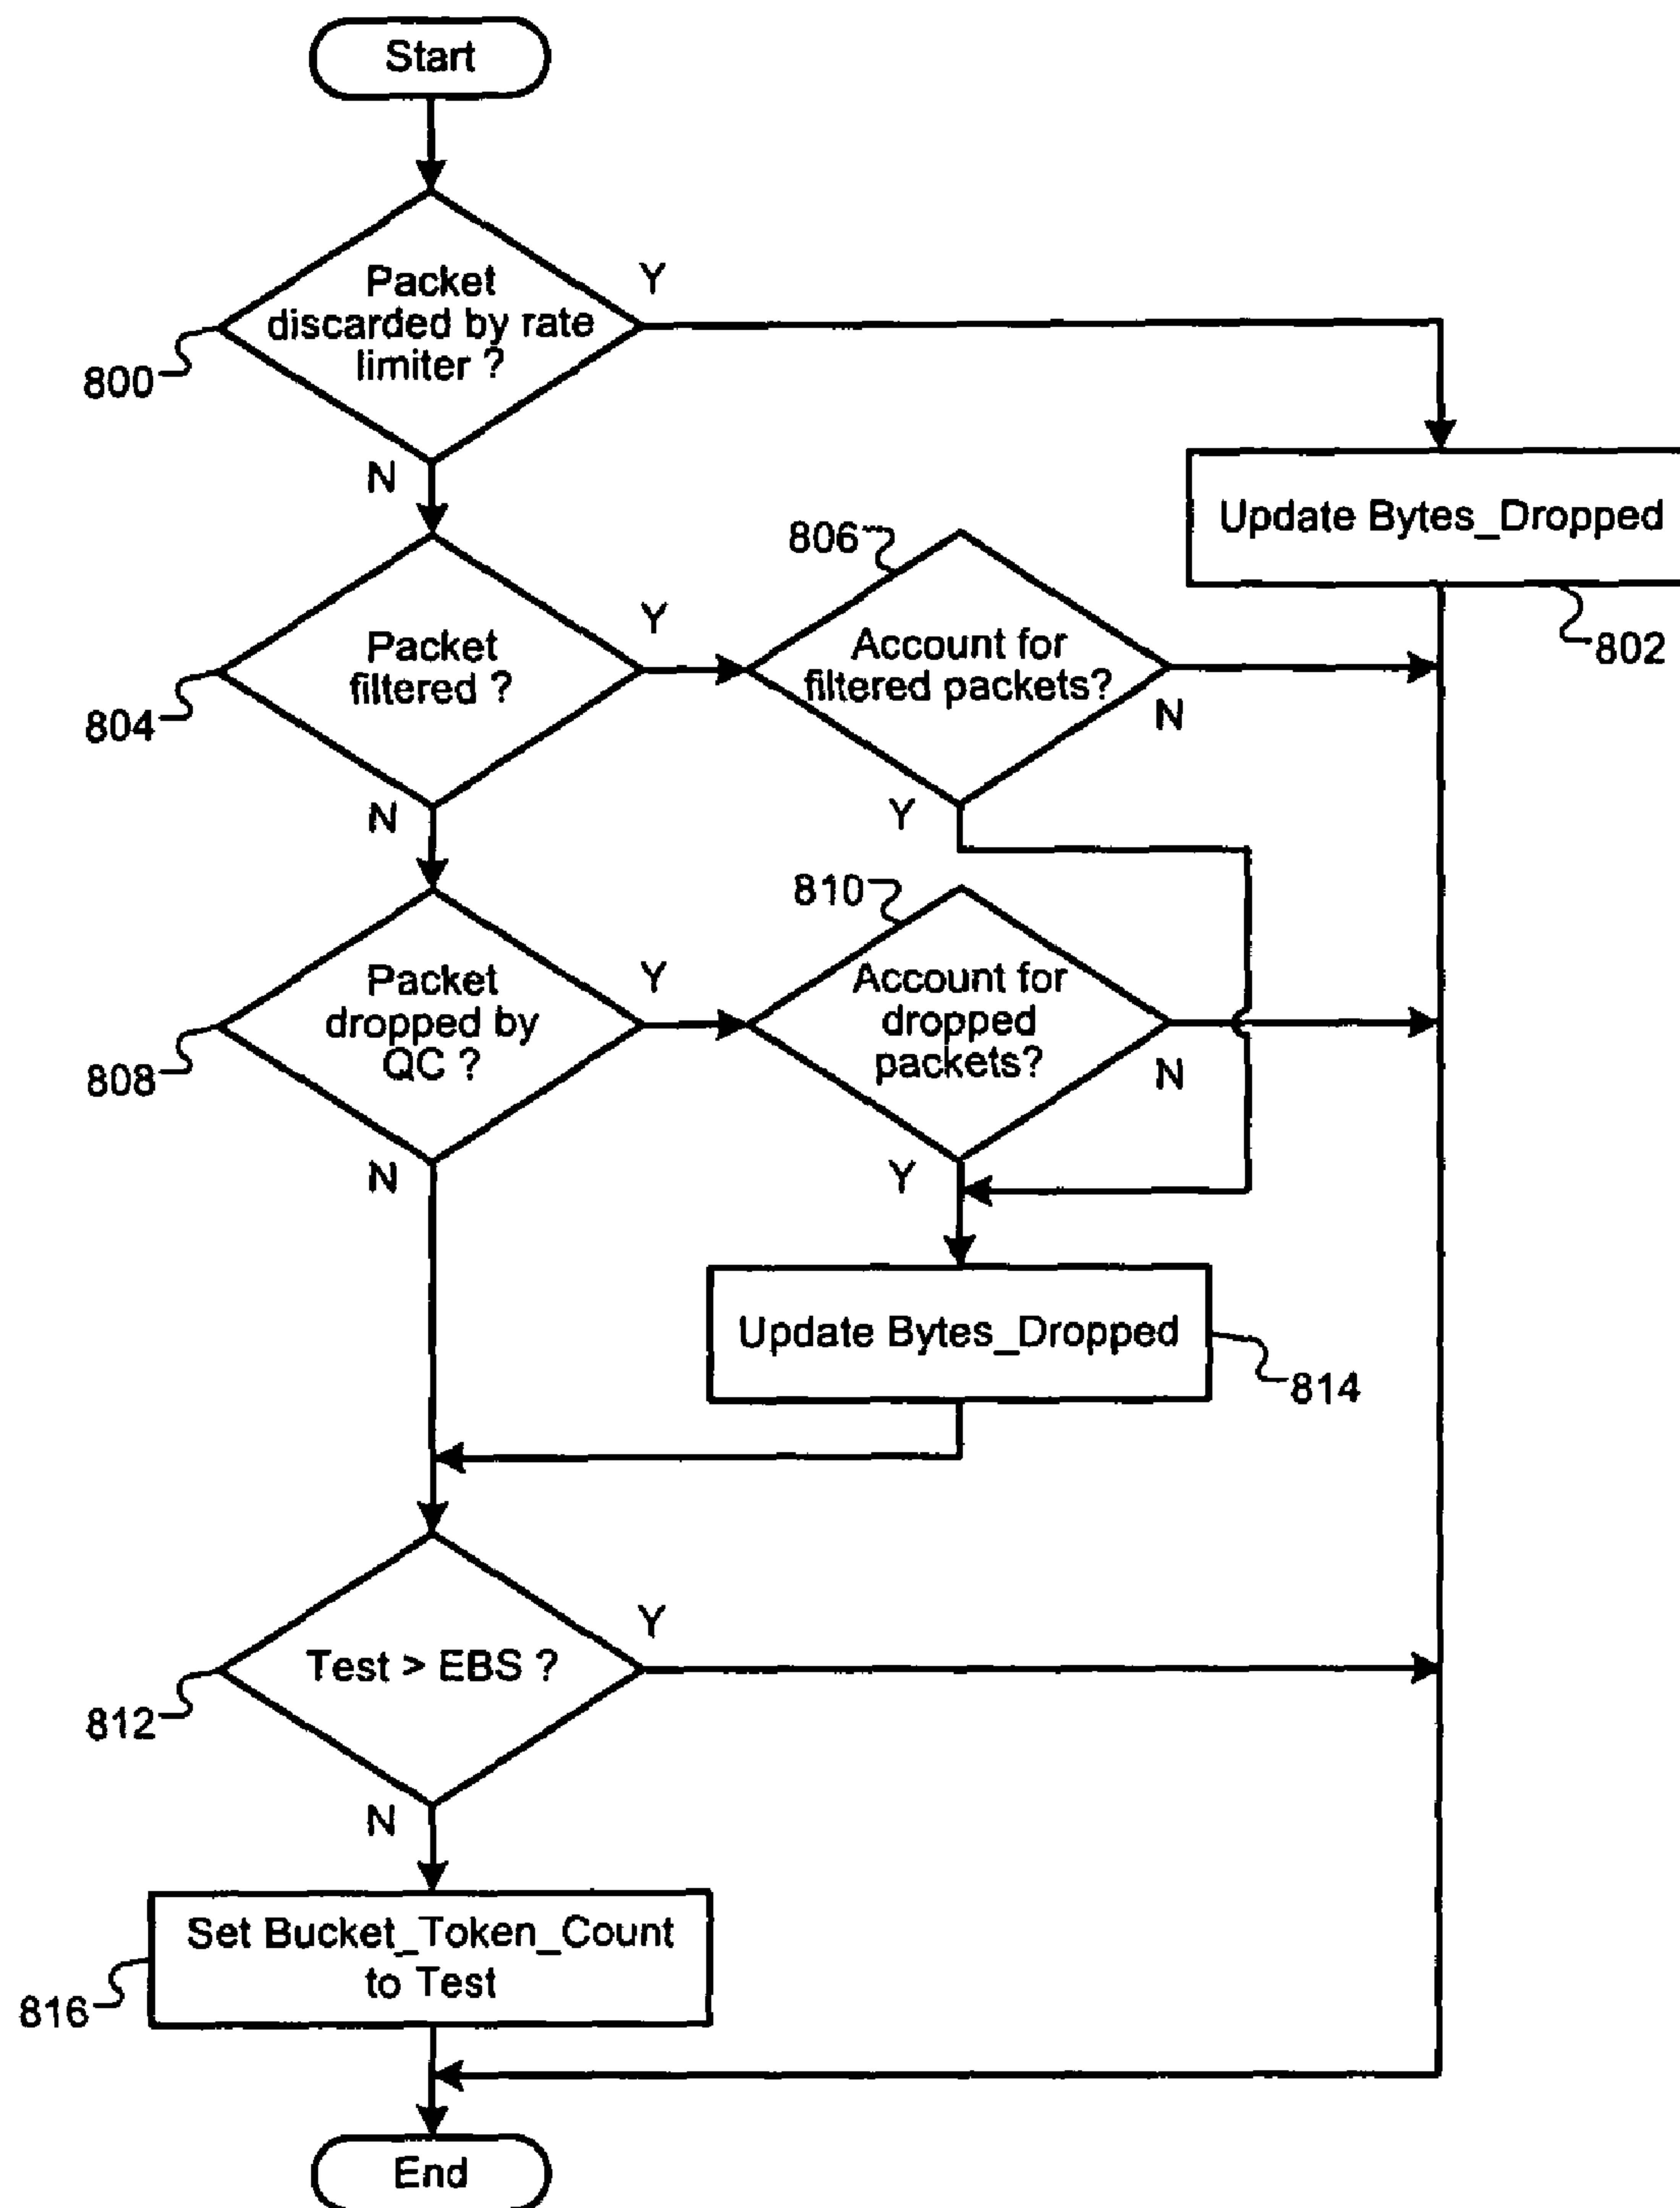 Start
Packet
discarded by rate
limiter ?
Y
800
N
Update Bytes_Dropped
802
806
Packet
filtered ?
Y
Account for
filtered packets?
N
804
N
Y
810
Packet
dropped by
QC ?
Y
Account for
dropped
packets?
N
808
N
Y
Update Bytes_Dropped
814
Test > EBS ?
Y
812
N
Set Bucket_Token_Count
to Test
816
End